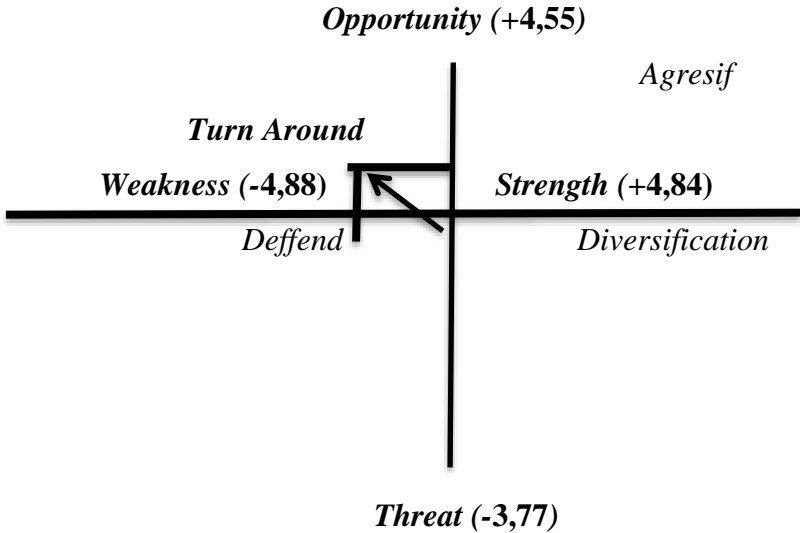 Opportunity (+4,55)
Agresif
Turn Around
Weakness (-4,88)
Strength (+4,84)
Deffend
Diversification
Threat (-3,77)